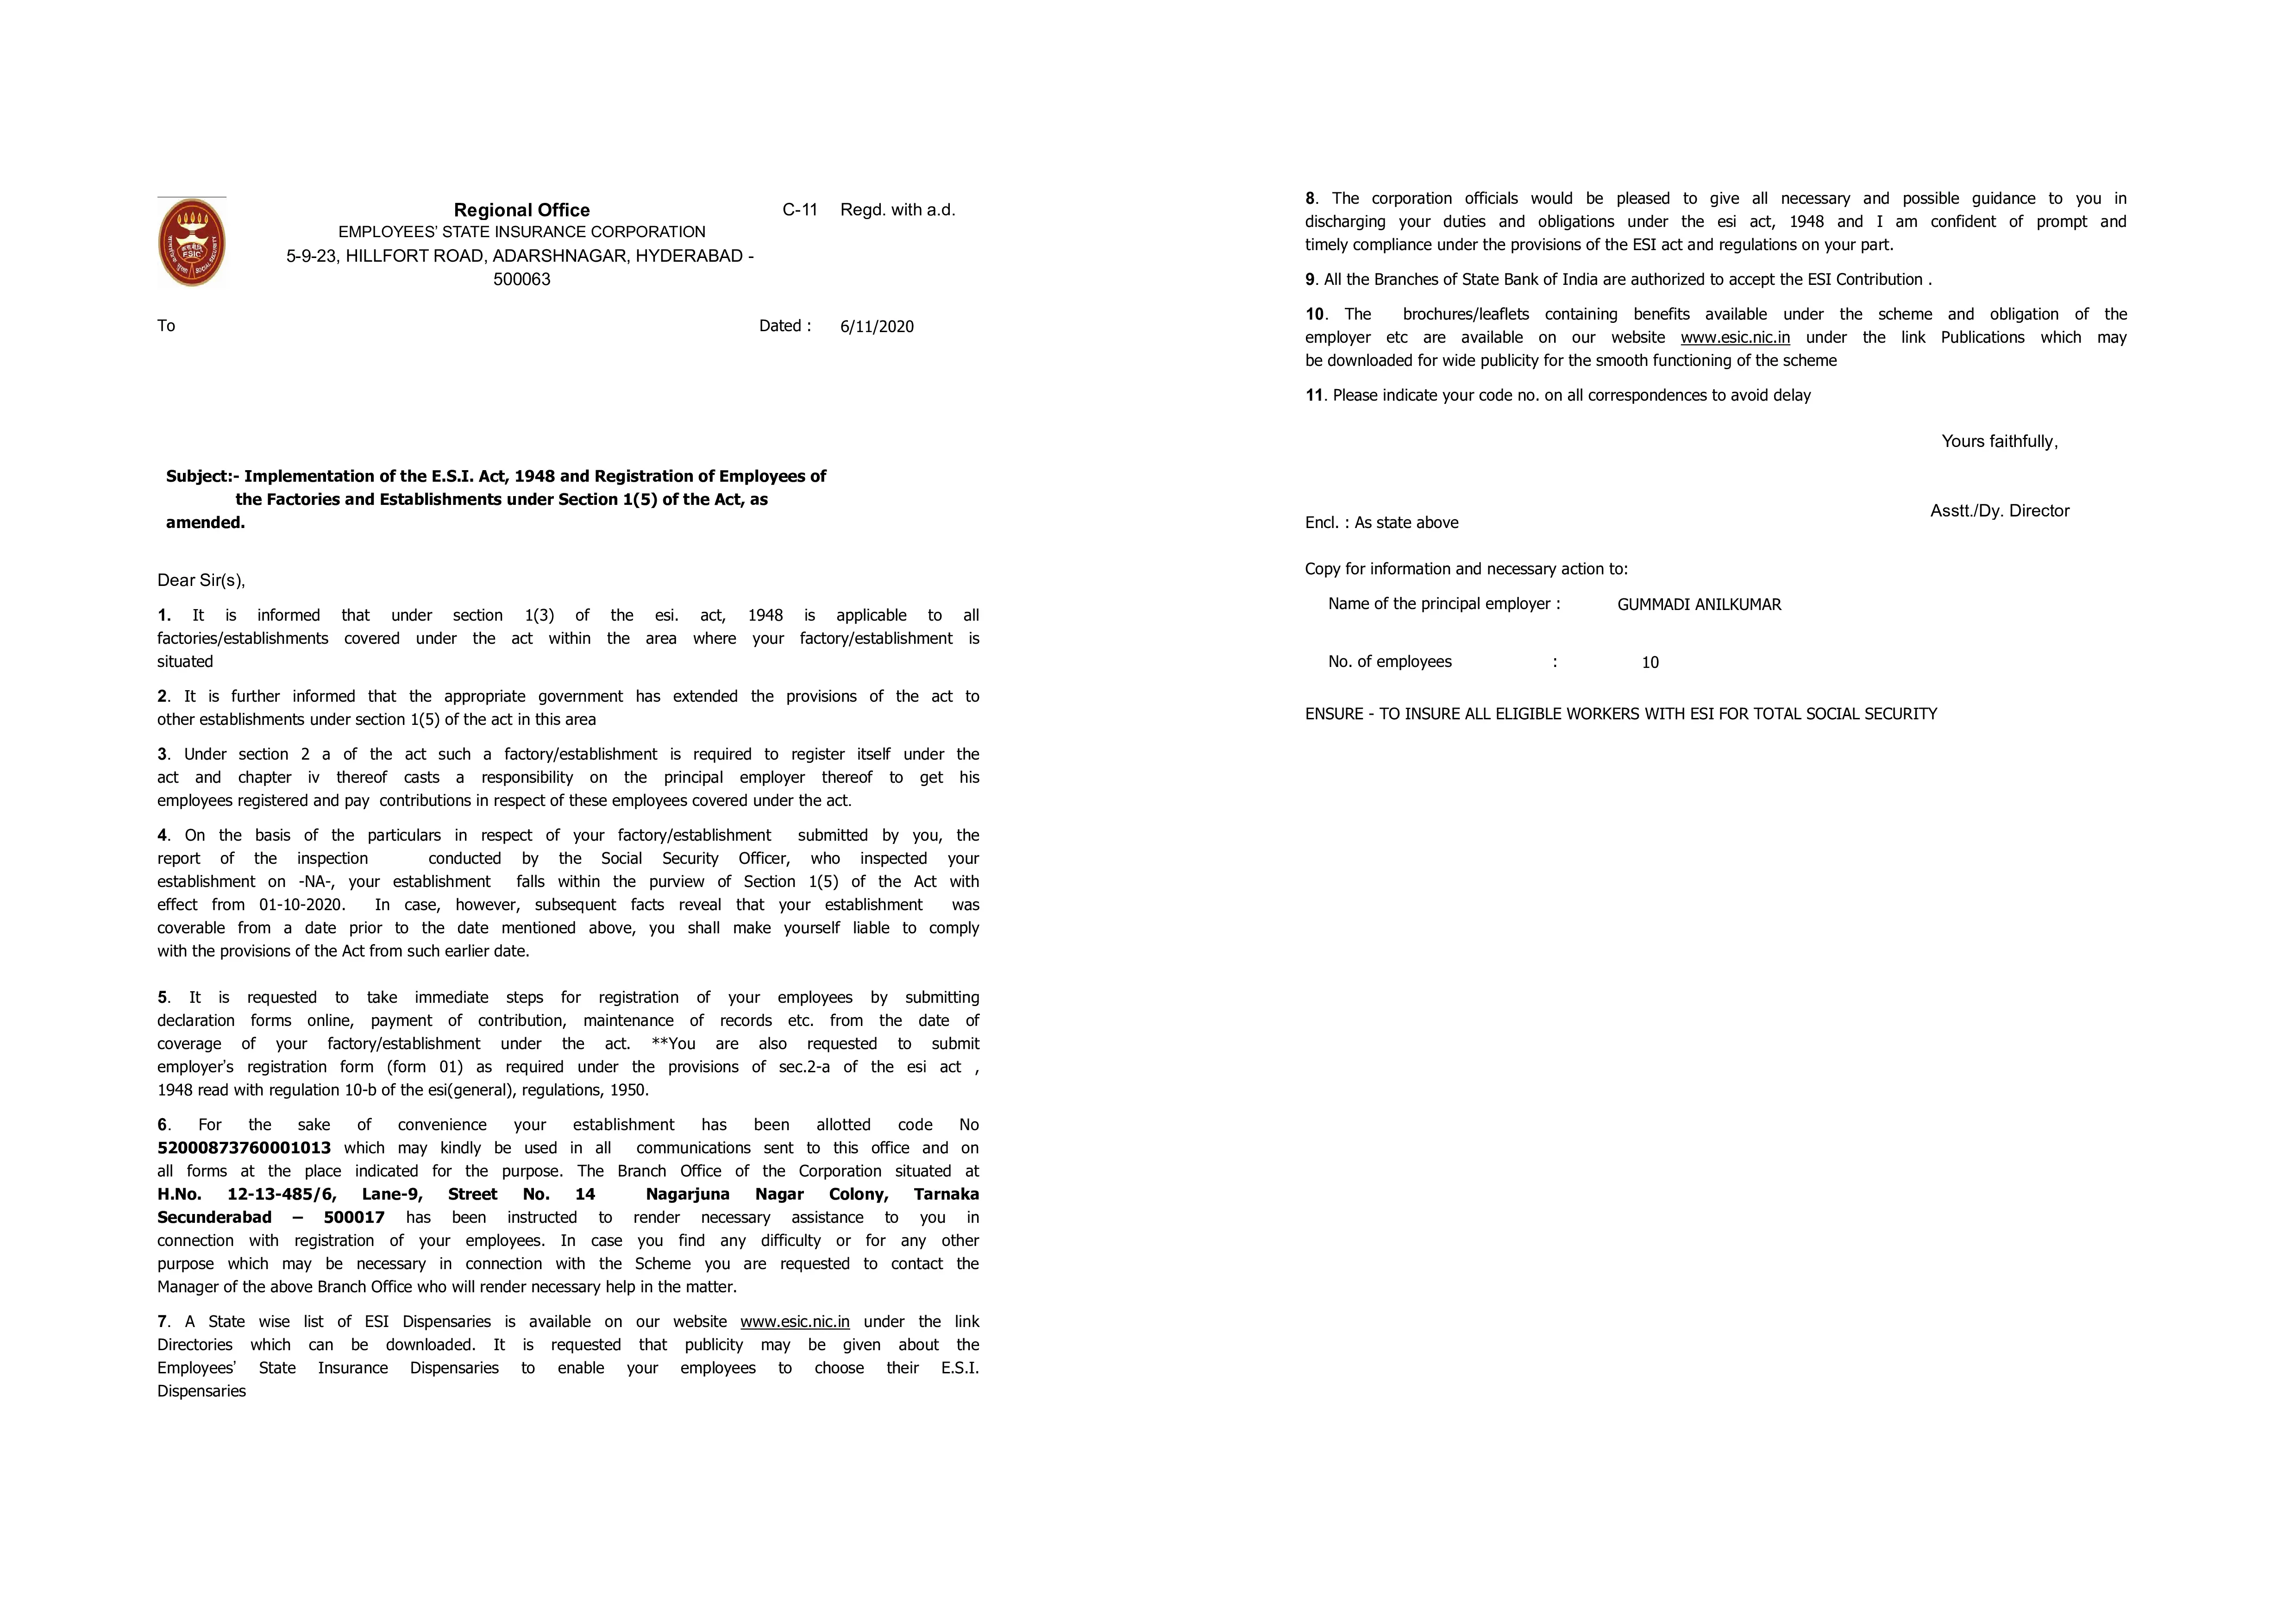 Regional Office
C-11 Regd. with a.d.
EMPLOYEES' STATE INSURANCE CORPORATION
5-9-23, HILLFORT ROAD, ADARSHNAGAR, HYDERABAD -
500063
ESIC
To
Dated : 6/11/2020
Subject:- Implementation of the E.S.I. Act, 1948 and Registration of Employees of
the Factories and Establishments under Section 1(5) of the Act, as
amended.
Dear Sir(s),
1. It is informed that under section 1(3) of the esi. act, 1948 is applicable to all
factories/establishments covered under the act within the area where your factory/establishment is
situated
2. It is further informed that the appropriate government has extended the provisions of the act to
other establishments under section 1(5) of the act in this area
3. Under section 2 a of the act such a factory/establishment is required to register itself under the
act and chapter iv thereof casts a responsibility on the principal employer thereof to get his
employees registered and pay contributions in respect of these employees covered under the act.
4. On the basis of the particulars in respect of your factory/establishment submitted by you, the
report of the inspection conducted by the Social Security Officer, who inspected your
establishment on -NA-, your establishment falls within the purview of Section 1(5) of the Act with
effect from 01-10-2020. In case, however, subsequent facts reveal that your establishment was
coverable from a date prior to the date mentioned above, you shall make yourself liable to comply
with the provisions of the Act from such earlier date.
5. It is requested to take immediate steps for registration of your employees by submitting
declaration forms online, payment of contribution, maintenance of records etc. from the date of
coverage of your factory/establishment under the act. **You are also requested to submit
employer's registration form (form 01) as required under the provisions of sec.2-a of the esi act ,
1948 read with regulation 10-b of the esi(general), regulations, 1950.
6. For the sake of convenience your establishment has been allotted code No
52000873760001013 which may kindly be used in all communications sent to this office and on
all forms at the place indicated for the purpose. The Branch Office of the Corporation situated at
H.No. 12-13-485/6, Lane-9, Street No. 14 Nagarjuna Nagar Colony, Tarnaka
Secunderabad – 500017 has been instructed to render necessary assistance to you in
connection with registration of your employees. In case you find any difficulty or for any other
purpose which may be necessary in connection with the Scheme you are requested to contact the
Manager of the above Branch Office who will render necessary help in the matter.
7. A State wise list of ESI Dispensaries is available on our website www.esic.nic.in under the link
Directories which can be downloaded. It is requested that publicity may be given about the
Employees' State Insurance Dispensaries to enable your employees to choose their E.S.I.
Dispensaries
8. The corporation officials would be pleased to give all necessary and possible guidance to you in
discharging your duties and obligations under the esi act, 1948 and I am confident of prompt and
timely compliance under the provisions of the ESI act and regulations on your part.
9. All the Branches of State Bank of India are authorized to accept the ESI Contribution .
10. The brochures/leaflets containing benefits available under the scheme and obligation of the
employer etc are available on our website www.esic.nic.in under the link Publications which may
be downloaded for wide publicity for the smooth functioning of the scheme
11. Please indicate your code no. on all correspondences to avoid delay
Yours faithfully,
Asstt./Dy. Director
Encl. : As state above
Copy for information and necessary action to:
Name of the principal employer : GUMMADI ANILKUMAR
No. of employees : 10
ENSURE - TO INSURE ALL ELIGIBLE WORKERS WITH ESI FOR TOTAL SOCIAL SECURITY